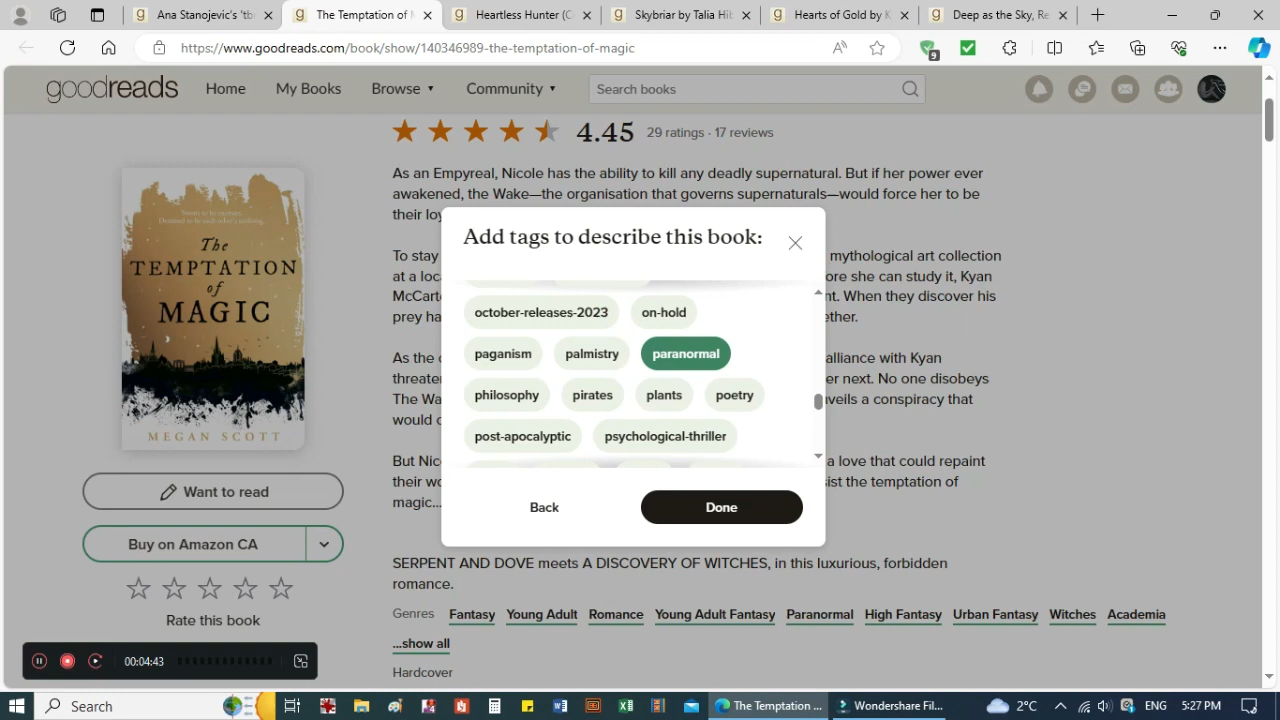 Ana Stanojevic's 'tb
The Temptation of M
Heartless Hunter (C
Skybriar by Talia Hib
Hearts of Gold by K
Deep as the Sky, Re
https://www.goodreads.com/book/show/140346989-the-temptation-of-magic
9
goodreads Home My Books Browse Community Search books
4.45 29 ratings · 17 reviews
As an Empyreal, Nicole has the ability to kill any deadly supernatural. But if her power ever
awakened, the Wake—the organisation that governs supernaturals—would force her to be
their loy
To stay mythological art collection
at a loca ore she can study it, Kyan
McCarte nt. When they discover his
prey ha ether.
As the alliance with Kyan
threater er next. No one disobeys
The Wa veils a conspiracy that
would
But Nic a love that could repaint
their wo sist the temptation of
magic...
SERPENT AND DOVE meets A DISCOVERY OF WITCHES, in this luxurious, forbidden
romance.
Genres Fantasy Young Adult Romance Young Adult Fantasy Paranormal High Fantasy Urban Fantasy Witches Academia
...show all
Hardcover
Add tags to describe this book:
october-releases-2023 on-hold
paganism palmistry paranormal
philosophy pirates plants poetry
post-apocalyptic psychological-thriller
Back Done
The
TEMPTATION
of
MAGIC
MEGAN SCOTT
Want to read
Buy on Amazon CA
Rate this book
00:04:43
Search
The Temptation ...
Wondershare Fil...
2°C
ENG
5:27 PM